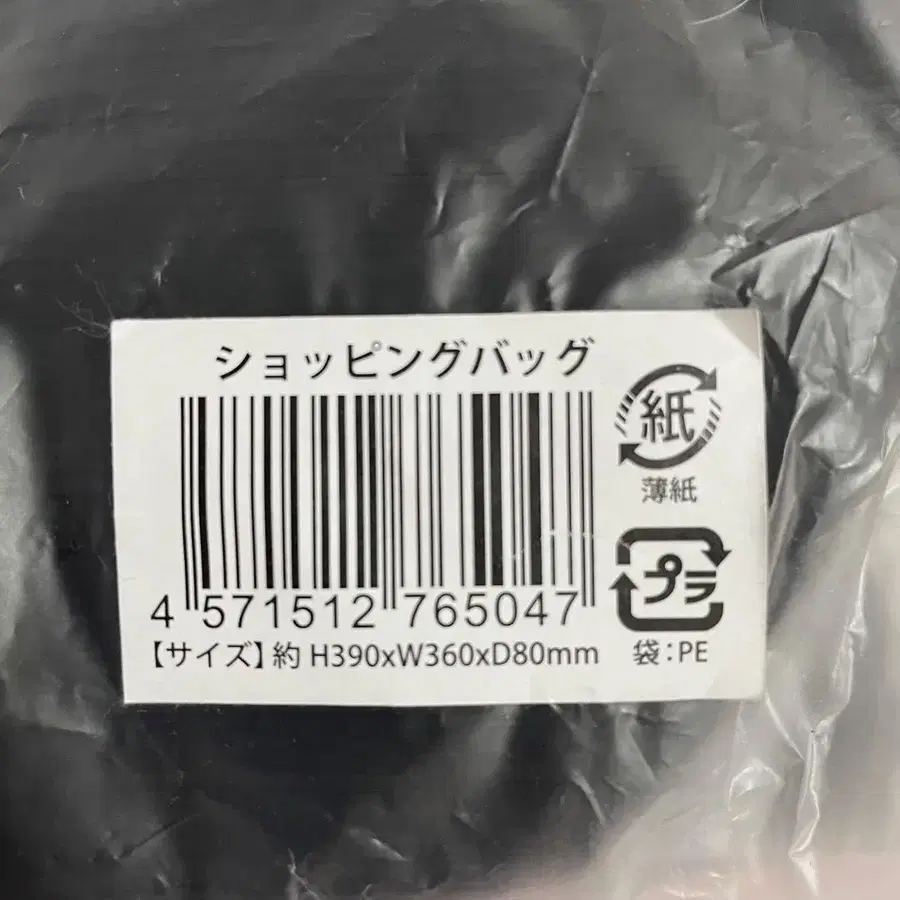 ショッピングバッグ
紙
薄紙
4 571512 765047
プラ
【サイズ】約 H390xW360xD80mm
袋:PE